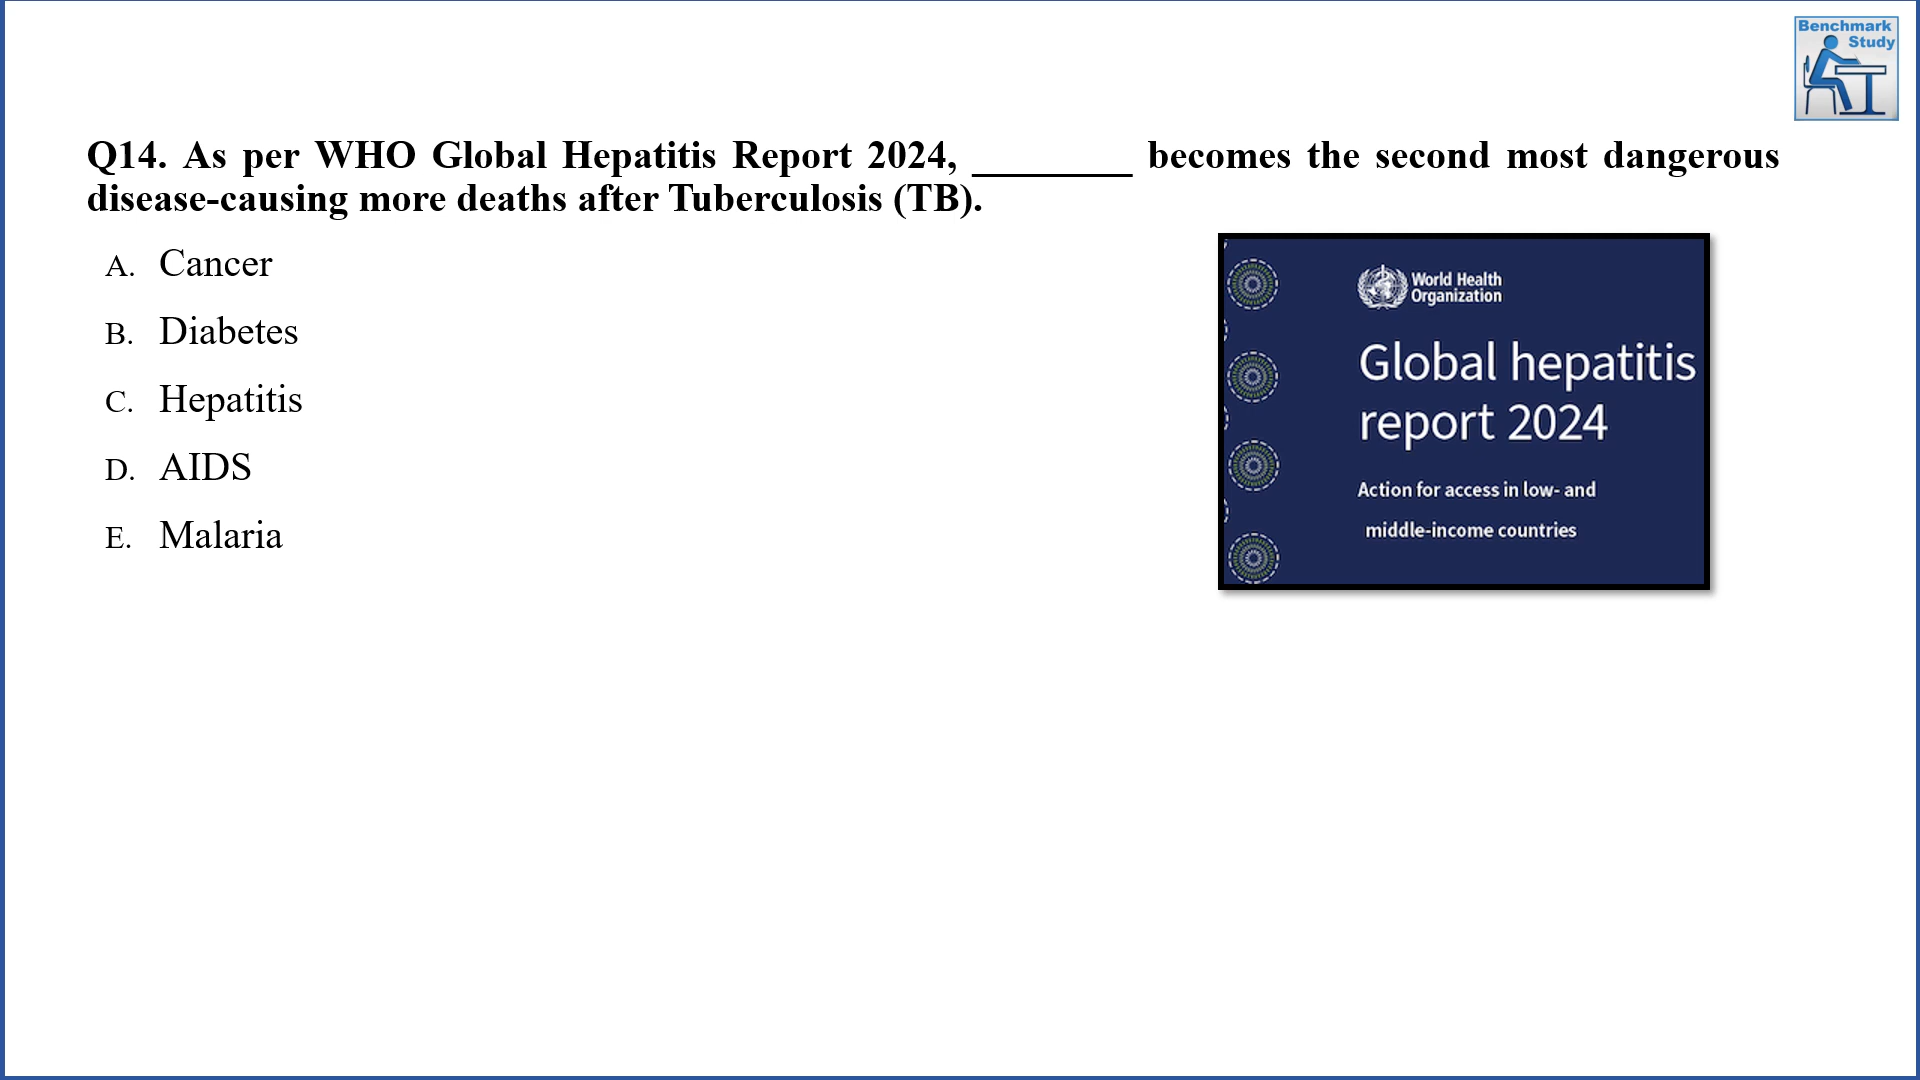 Benchmark
Study
Q14. As per WHO Global Hepatitis Report 2024, ________ becomes the second most dangerous
disease-causing more deaths after Tuberculosis (TB).
A. Cancer
B. Diabetes
C. Hepatitis
D. AIDS
E. Malaria
World Health
Organization
Global hepatitis
report 2024
Action for access in low- and
middle-income countries